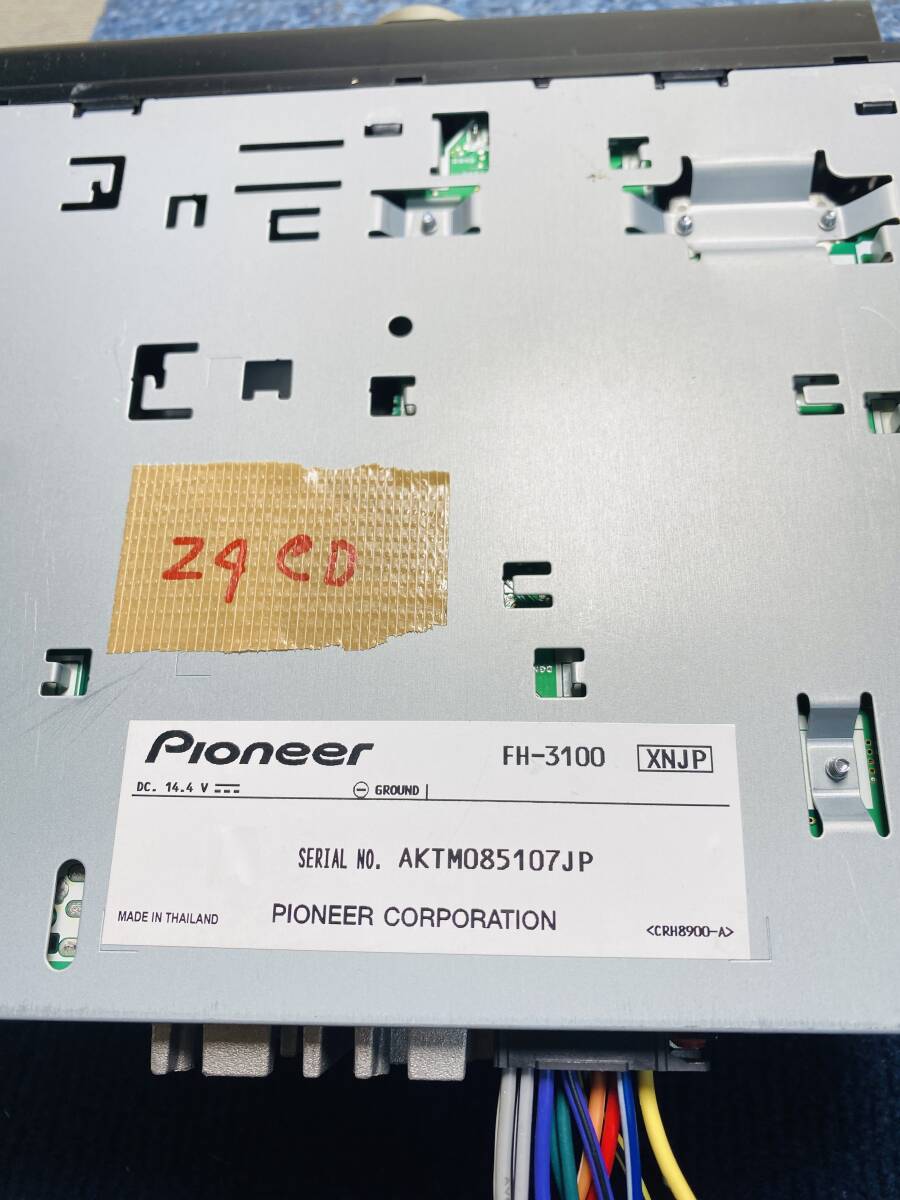 24 CD
Pioneer FH-3100 XNJP
DC. 14.4 V GROUND
SERIAL NO. AKTM085107JP
MADE IN THAILAND PIONEER CORPORATION <CRH8900-A>